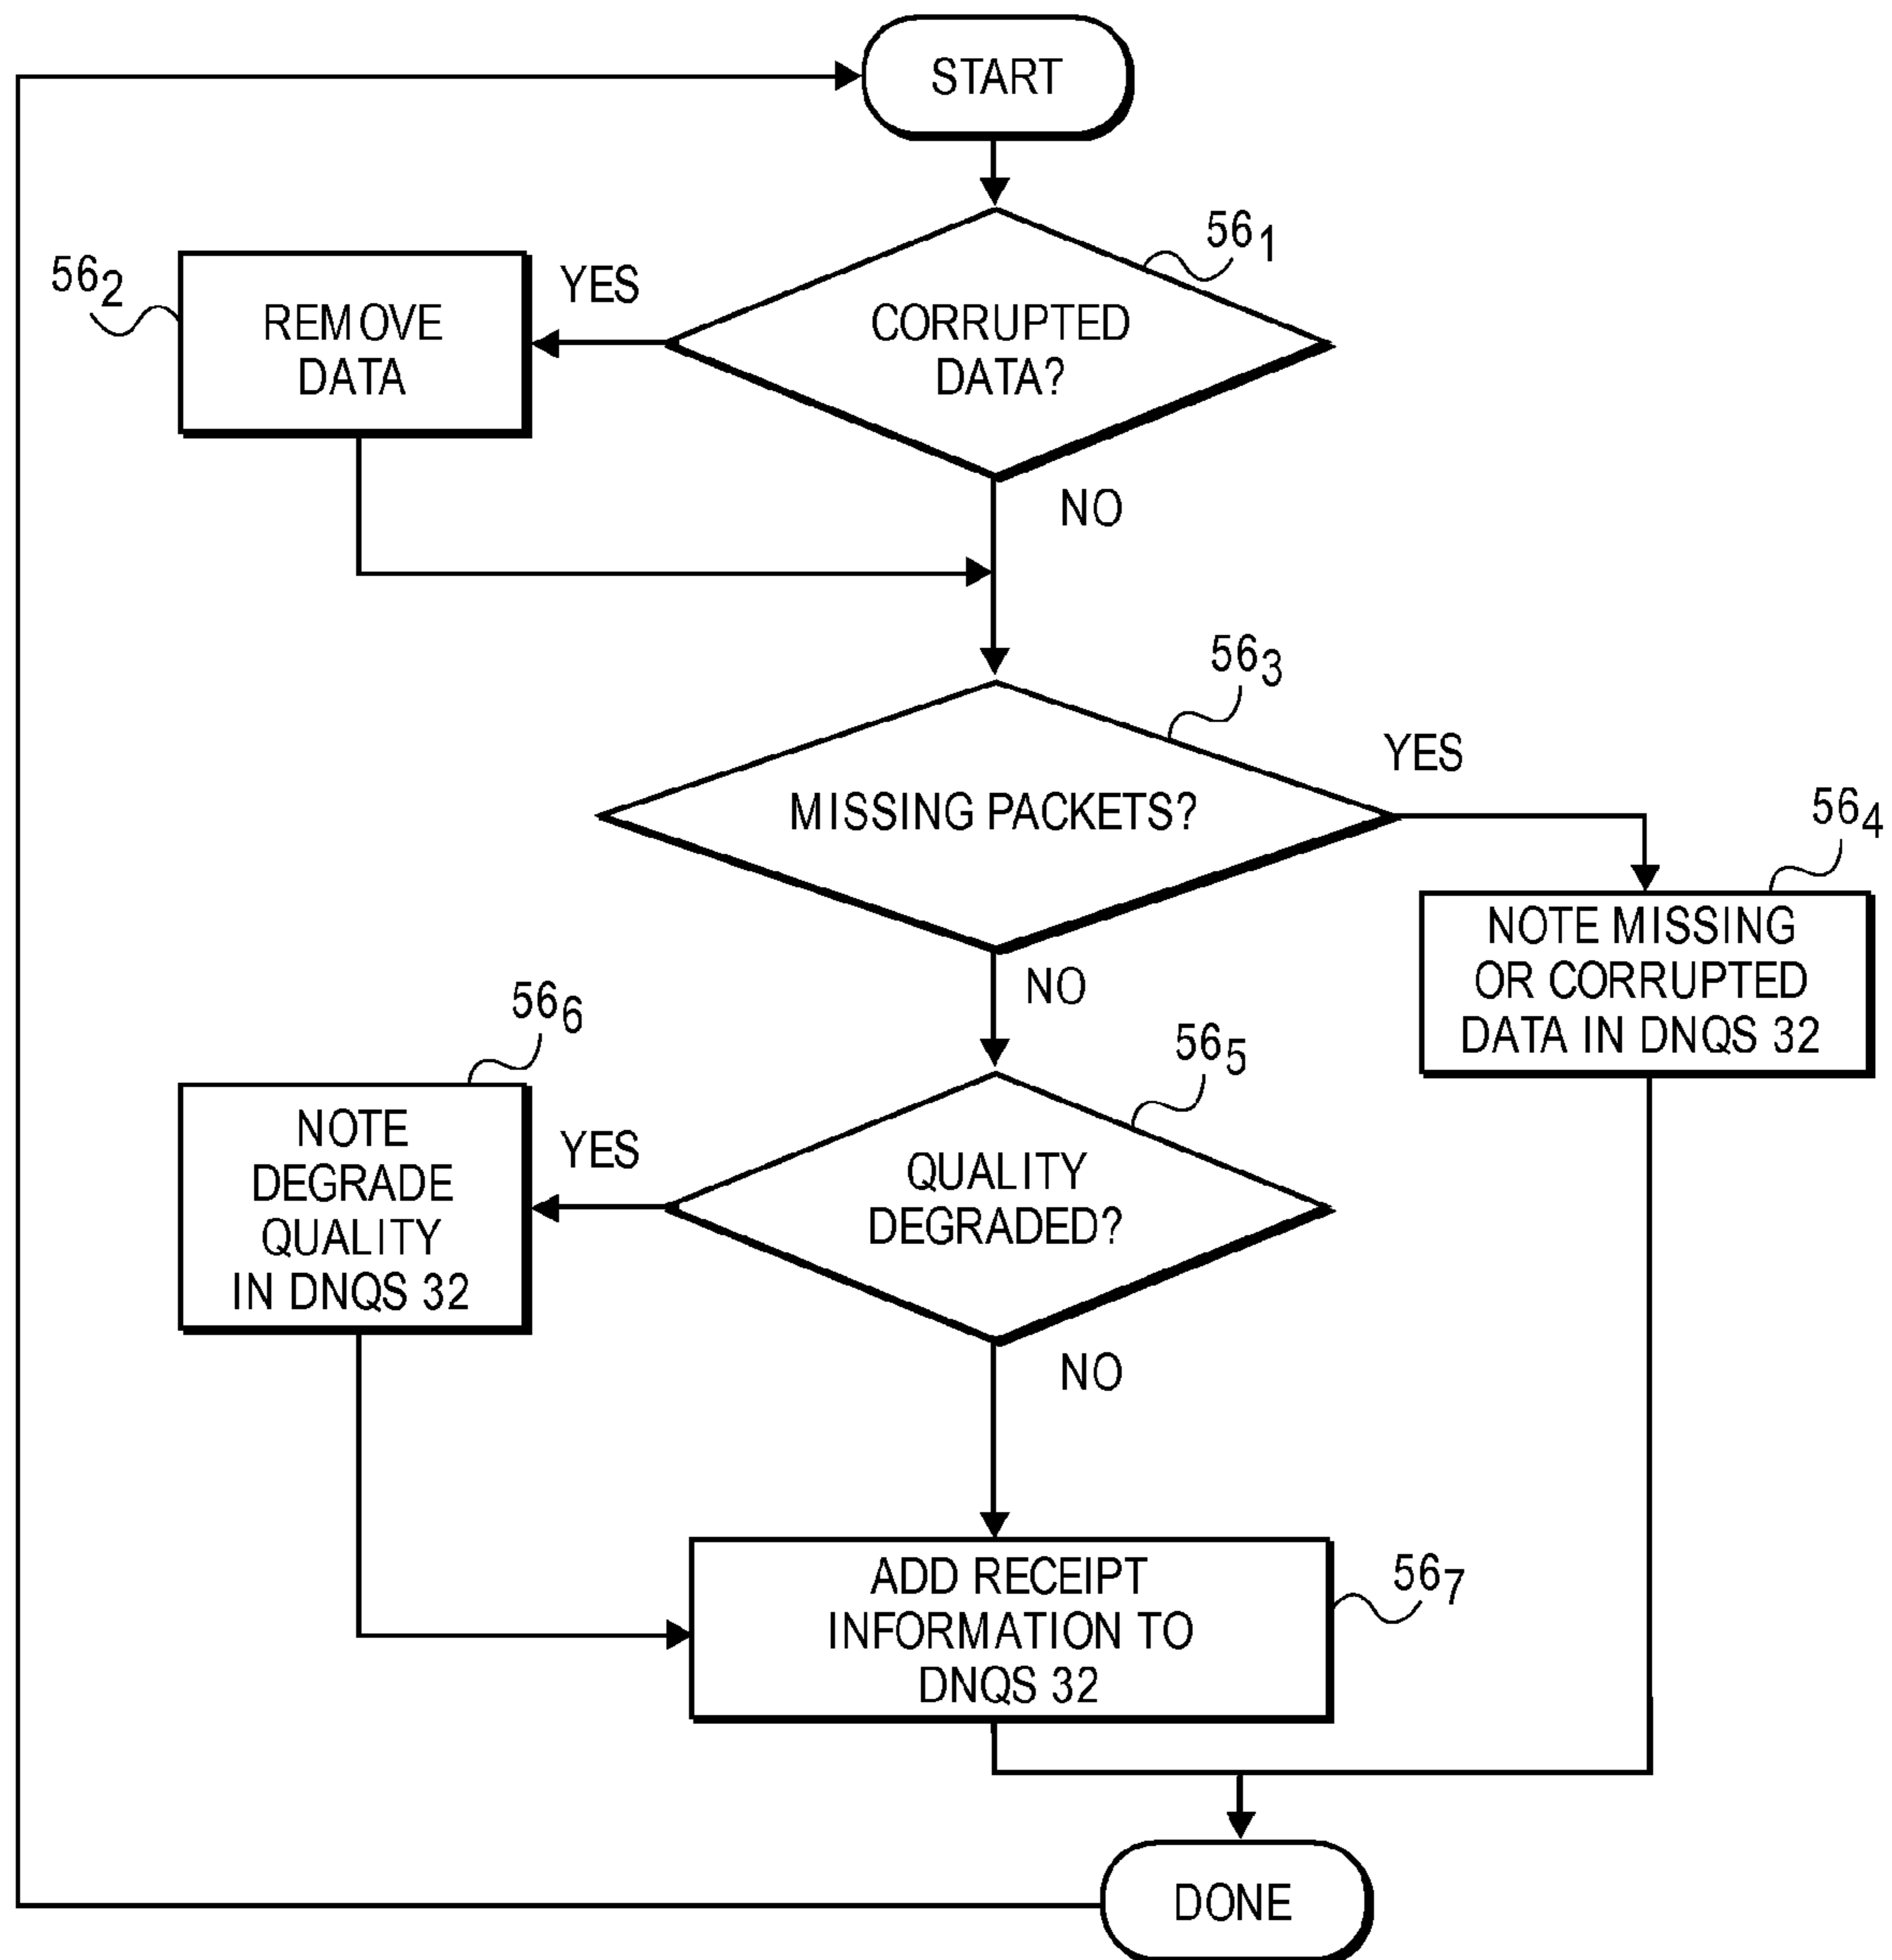 START
56₁
56₂
YES
REMOVE
DATA
CORRUPTED
DATA?
NO
56₃
YES
MISSING PACKETS?
56₄
NOTE MISSING
OR CORRUPTED
DATA IN DNQS 32
NO
56₆
56₅
NOTE
DEGRADE
QUALITY
IN DNQS 32
YES
QUALITY
DEGRADED?
NO
ADD RECEIPT
INFORMATION TO
DNQS 32
56₇
DONE